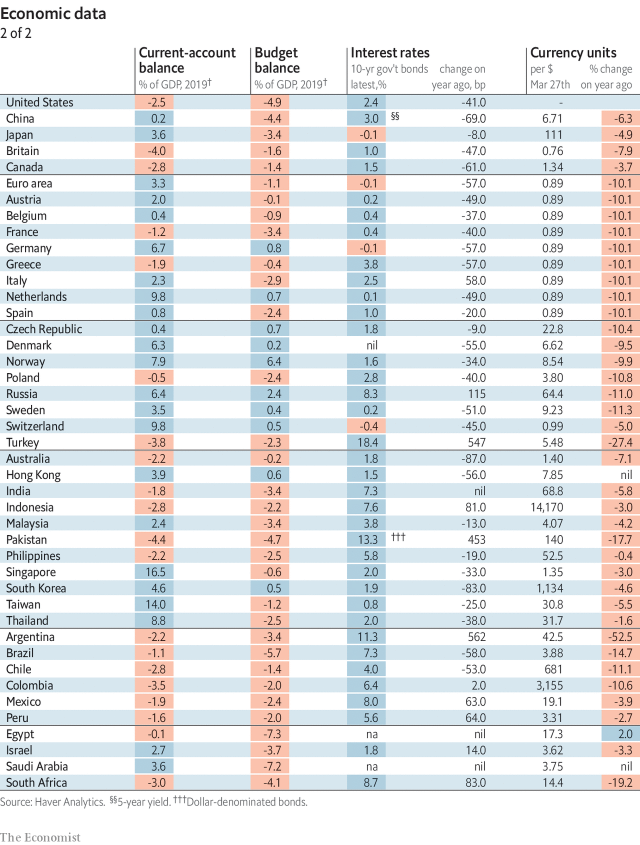 Economic data
2 of 2
Current-account Budget Interest rates Currency units
balance balance 10-yr gov't bonds change on per $ % change
% of GDP, 2019† % of GDP, 2019† latest,% year ago, bp Mar 27th on year ago
United States -2.5 -4.9 2.4 -41.0 -
China 0.2 -4.4 3.0 §§ -69.0 6.71 -6.3
Japan 3.6 -3.4 -0.1 -8.0 111 -4.9
Britain -4.0 -1.6 1.0 -47.0 0.76 -7.9
Canada -2.8 -1.4 1.5 -61.0 1.34 -3.7
Euro area 3.3 -1.1 -0.1 -57.0 0.89 -10.1
Austria 2.0 -0.1 0.2 -49.0 0.89 -10.1
Belgium 0.4 -0.9 0.4 -37.0 0.89 -10.1
France -1.2 -3.4 0.4 -40.0 0.89 -10.1
Germany 6.7 0.8 -0.1 -57.0 0.89 -10.1
Greece -1.9 -0.4 3.8 -57.0 0.89 -10.1
Italy 2.3 -2.9 2.5 58.0 0.89 -10.1
Netherlands 9.8 0.7 0.1 -49.0 0.89 -10.1
Spain 0.8 -2.4 1.0 -20.0 0.89 -10.1
Czech Republic 0.4 0.7 1.8 -9.0 22.8 -10.4
Denmark 6.3 0.2 nil -55.0 6.62 -9.5
Norway 7.9 6.4 1.6 -34.0 8.54 -9.9
Poland -0.5 -2.4 2.8 -40.0 3.80 -10.8
Russia 6.4 2.4 8.3 115 64.4 -11.0
Sweden 3.5 0.4 0.2 -51.0 9.23 -11.3
Switzerland 9.8 0.5 -0.4 -45.0 0.99 -5.0
Turkey -3.8 -2.3 18.4 547 5.48 -27.4
Australia -2.2 -0.2 1.8 -87.0 1.40 -7.1
Hong Kong 3.9 0.6 1.5 -56.0 7.85 nil
India -1.8 -3.4 7.3 nil 68.8 -5.8
Indonesia -2.8 -2.2 7.6 81.0 14,170 -3.0
Malaysia 2.4 -3.4 3.8 -13.0 4.07 -4.2
Pakistan -4.4 -4.7 13.3 ††† 453 140 -17.7
Philippines -2.2 -2.5 5.8 -19.0 52.5 -0.4
Singapore 16.5 -0.6 2.0 -33.0 1.35 -3.0
South Korea 4.6 0.5 1.9 -83.0 1,134 -4.6
Taiwan 14.0 -1.2 0.8 -25.0 30.8 -5.5
Thailand 8.8 -2.5 2.0 -38.0 31.7 -1.6
Argentina -2.2 -3.4 11.3 562 42.5 -52.5
Brazil -1.1 -5.7 7.3 -58.0 3.88 -14.7
Chile -2.8 -1.4 4.0 -53.0 681 -11.1
Colombia -3.5 -2.0 6.4 2.0 3,155 -10.6
Mexico -1.9 -2.4 8.0 63.0 19.1 -3.9
Peru -1.6 -2.0 5.6 64.0 3.31 -2.7
Egypt -0.1 -7.3 na nil 17.3 2.0
Israel 2.7 -3.7 1.8 14.0 3.62 -3.3
Saudi Arabia 3.6 -7.2 na nil 3.75 nil
South Africa -3.0 -4.1 8.7 83.0 14.4 -19.2
Source: Haver Analytics. §§5-year yield. †††Dollar-denominated bonds.
The Economist